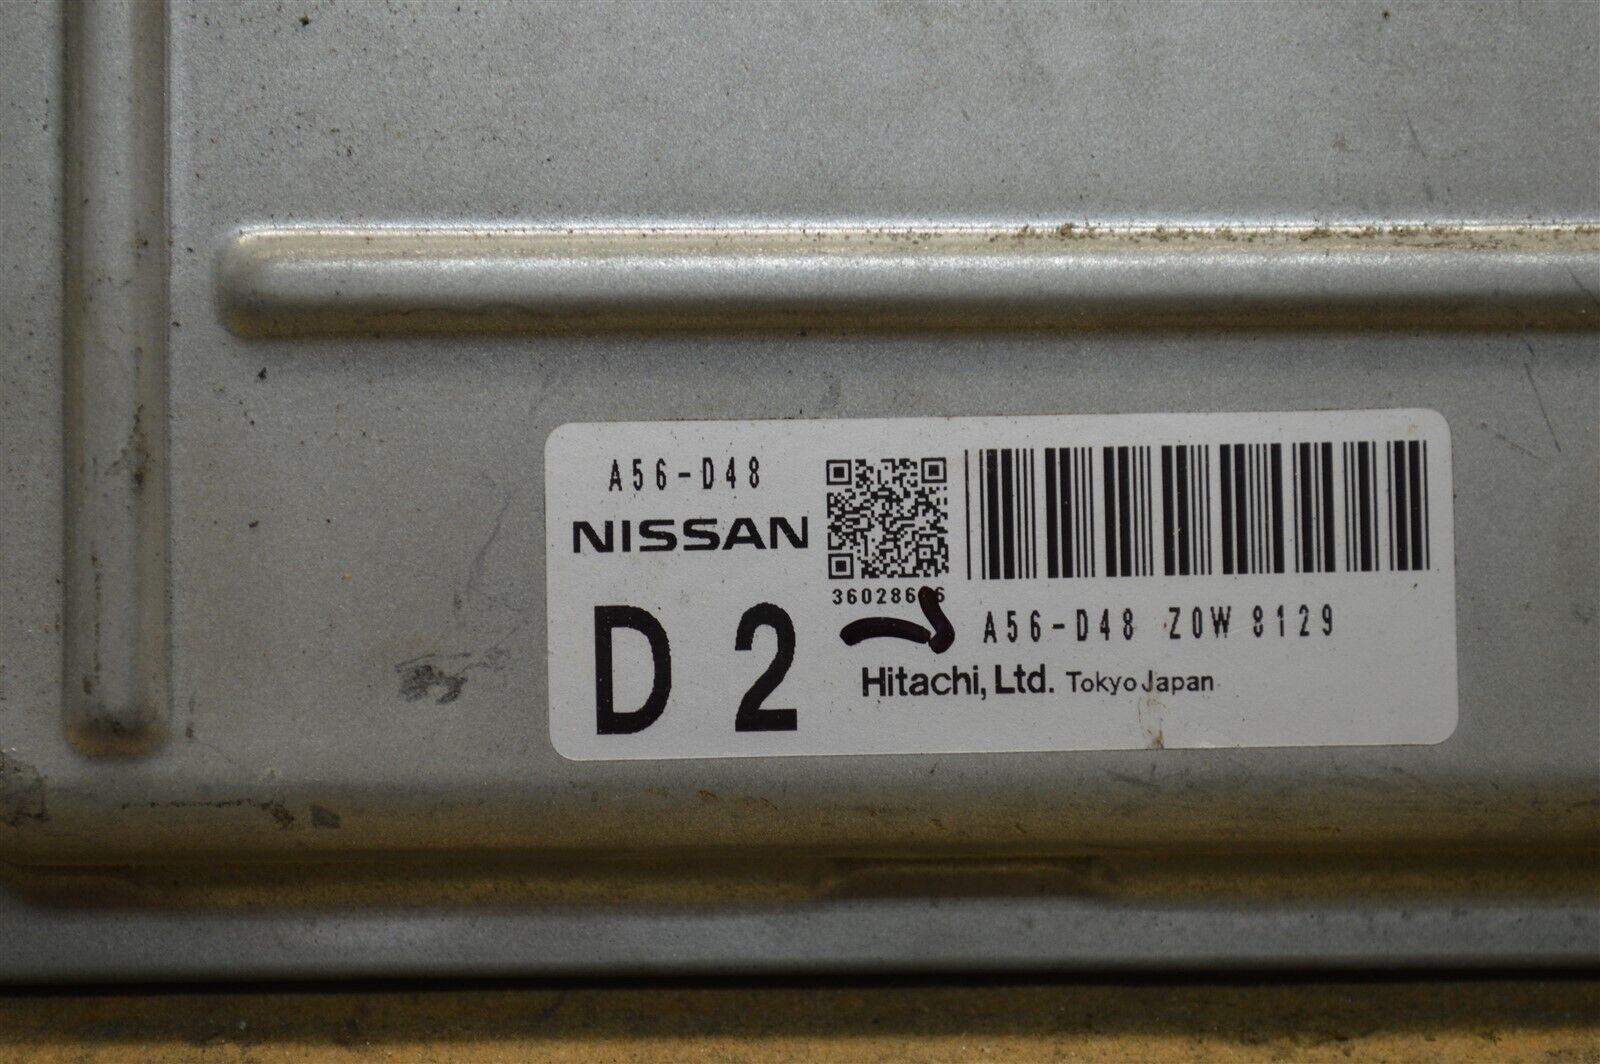 A56-D48
NISSAN
D 2
A56-D48 Z0W 8129
Hitachi, Ltd. Tokyo Japan